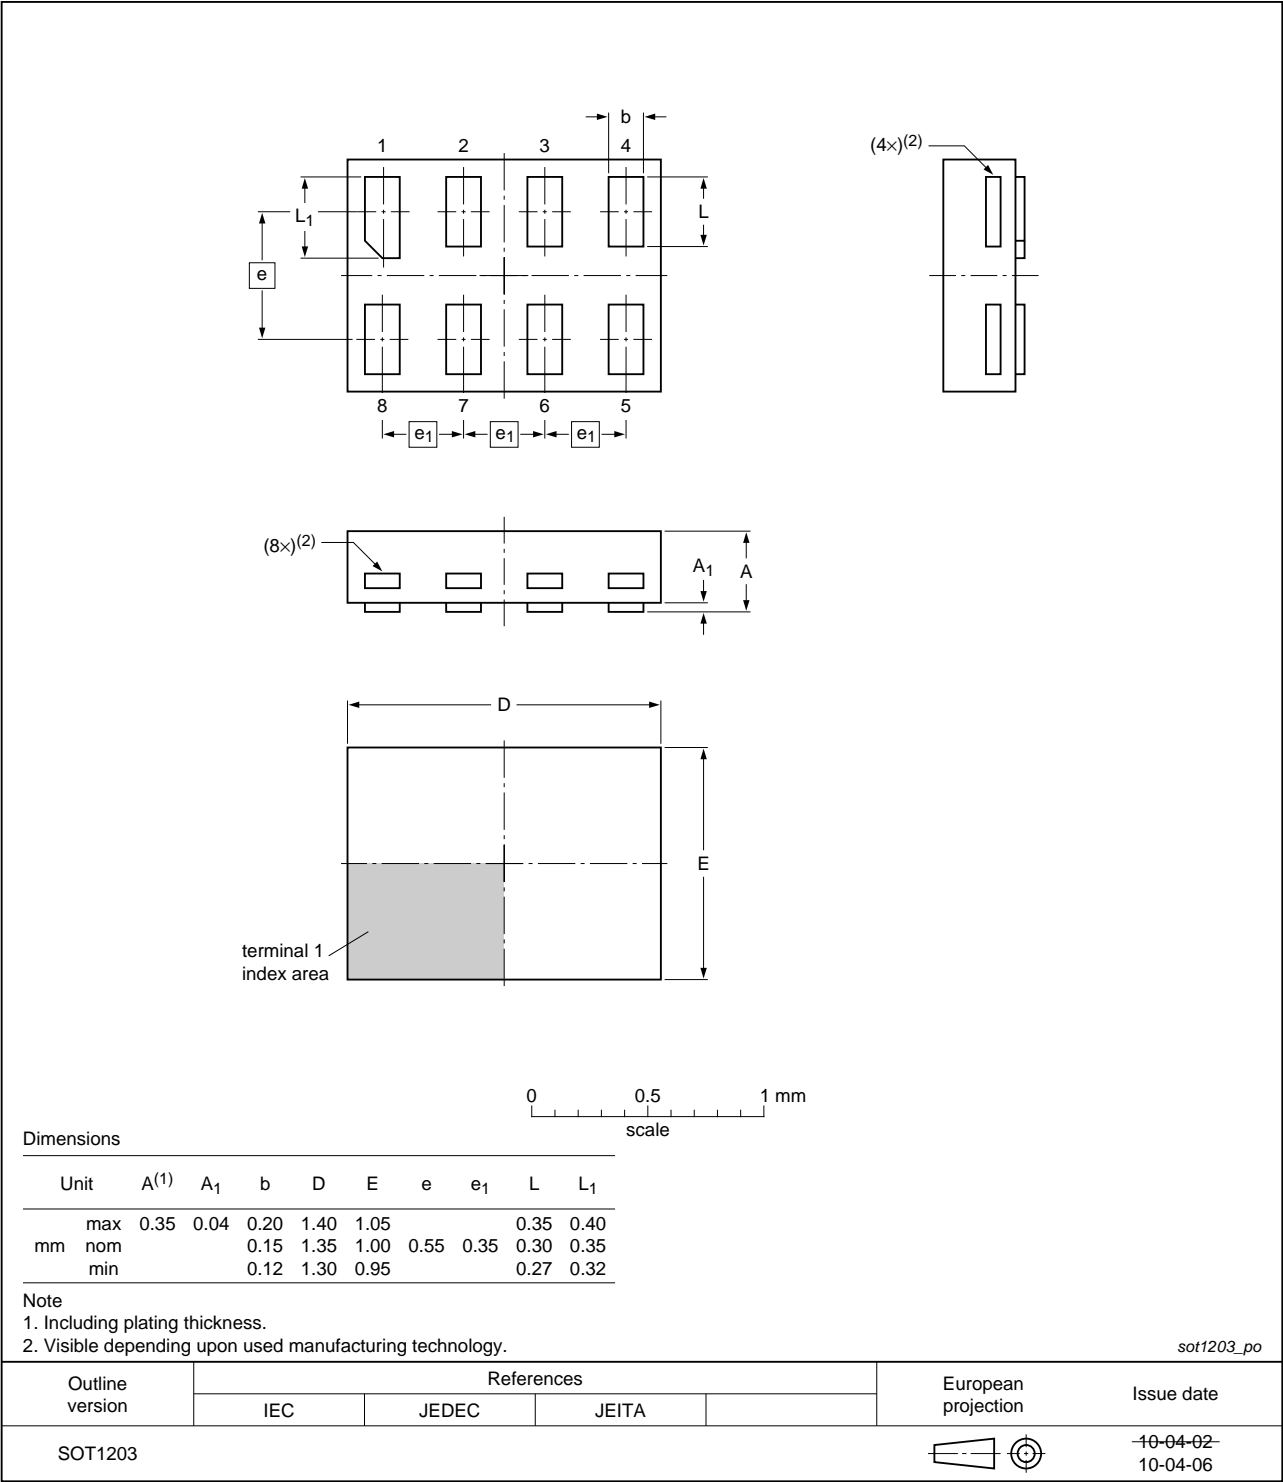 b
1 2 3 4
(4×)(2)
L1
L
e
8 7 6 5
e1 e1 e1
(8×)(2)
A1 A
D
E
terminal 1
index area
0 0.5 1 mm
scale
Dimensions
Unit A(1) A1 b D E e e1 L L1
max 0.35 0.04 0.20 1.40 1.05 0.35 0.40
mm nom 0.15 1.35 1.00 0.55 0.35 0.30 0.35
min 0.12 1.30 0.95 0.27 0.32
Note
1. Including plating thickness.
2. Visible depending upon used manufacturing technology.
sot1203_po
Outline version References European projection Issue date
IEC JEDEC JEITA
SOT1203
10-04-02
10-04-06